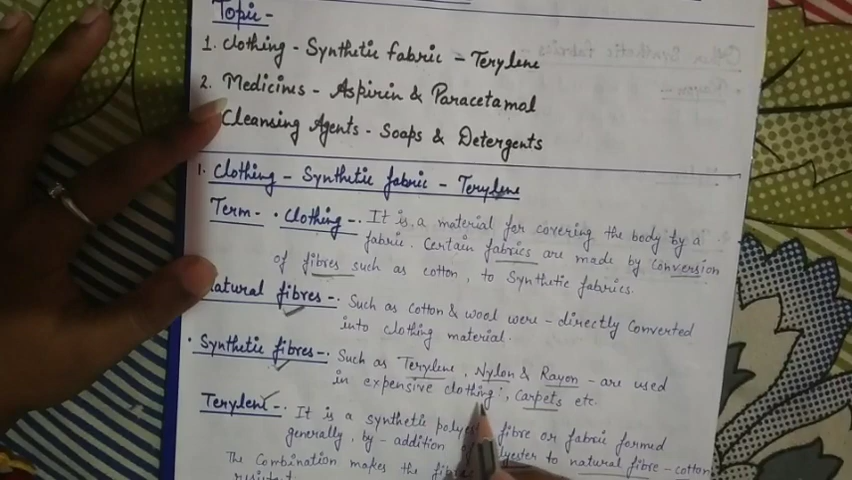 Topic -
1. Clothing - Synthetic fabric - Terylene
2. Medicines - Aspirin & Paracetamol
Cleansing Agents - Soaps & Detergents
1. Clothing - Synthetic fabric - Terylene
Term - • Clothing -. It is, a material for covering the body by a
fabric. Certain fabrics are made by conversion
of fibres such as cotton, to Synthetic fabrics.
Natural fibres -. Such as cotton & wool were - directly converted
into clothing material.
• Synthetic fibres -. Such as Terylene, Nylon & Rayon - are used
in expensive clothing, carpets etc.
Terylene -. It is a synthetic fibre or fabric formed
generally, by - addition of to natural fibre - cotton
The Combination makes the
resistant